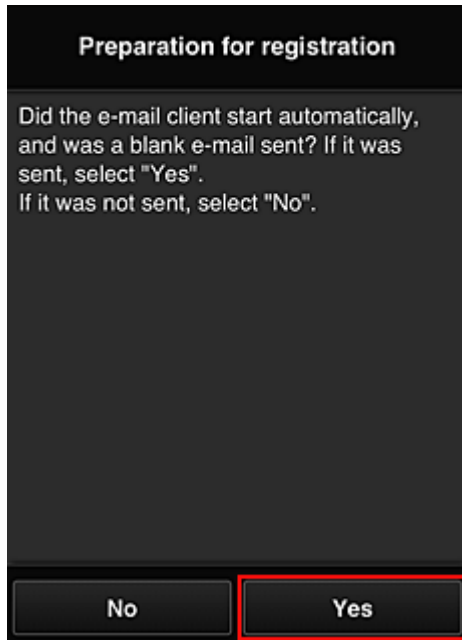 Preparation for registration
Did the e-mail client start automatically,
and was a blank e-mail sent? If it was
sent, select "Yes".
If it was not sent, select "No".
No
Yes